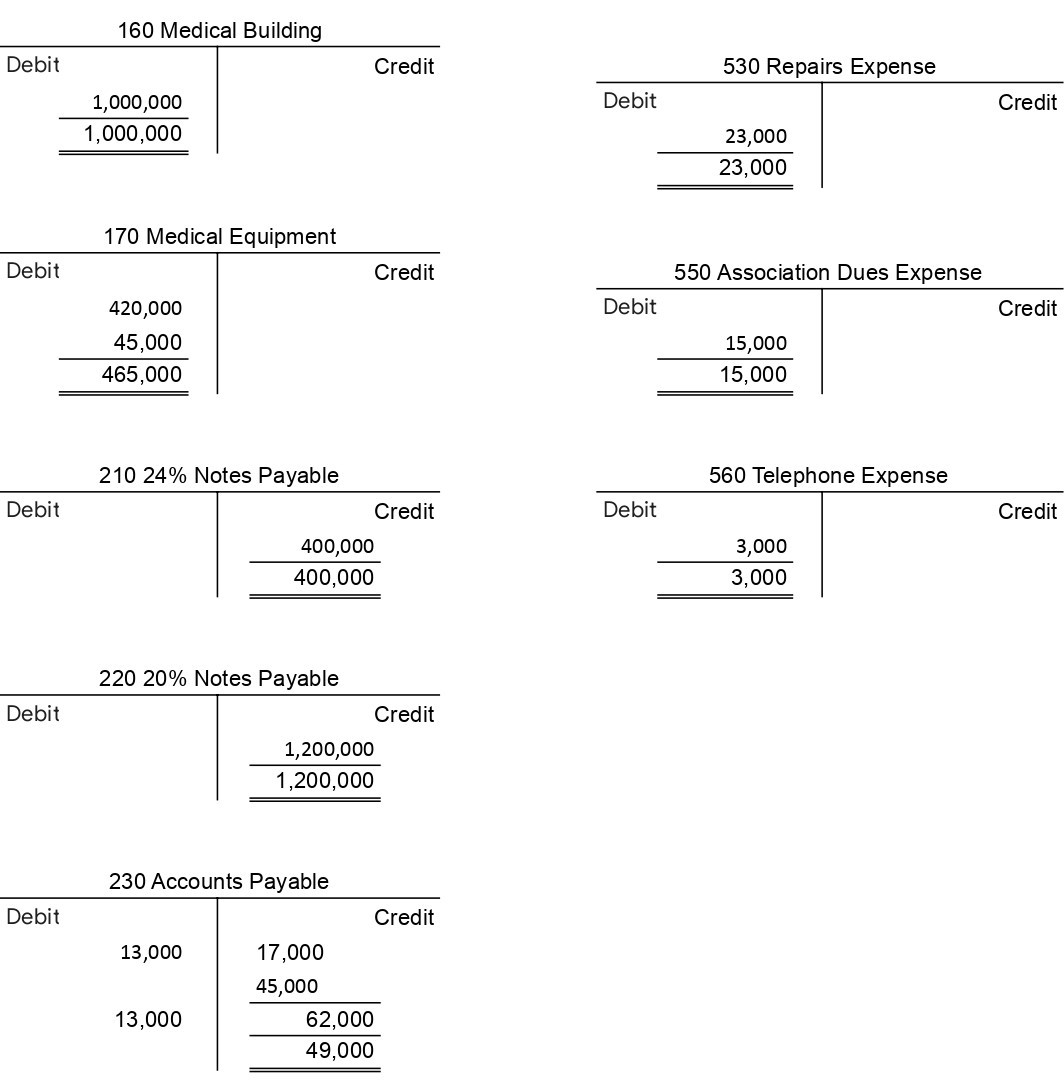 160 Medical Building
Debit Credit
1,000,000
1,000,000
170 Medical Equipment
Debit Credit
420,000
45,000
465,000
210 24% Notes Payable
Debit Credit
400,000
400,000
220 20% Notes Payable
Debit Credit
1,200,000
1,200,000
230 Accounts Payable
Debit Credit
13,000 17,000
45,000
13,000 62,000
49,000
530 Repairs Expense
Debit Credit
23,000
23,000
550 Association Dues Expense
Debit Credit
15,000
15,000
560 Telephone Expense
Debit Credit
3,000
3,000